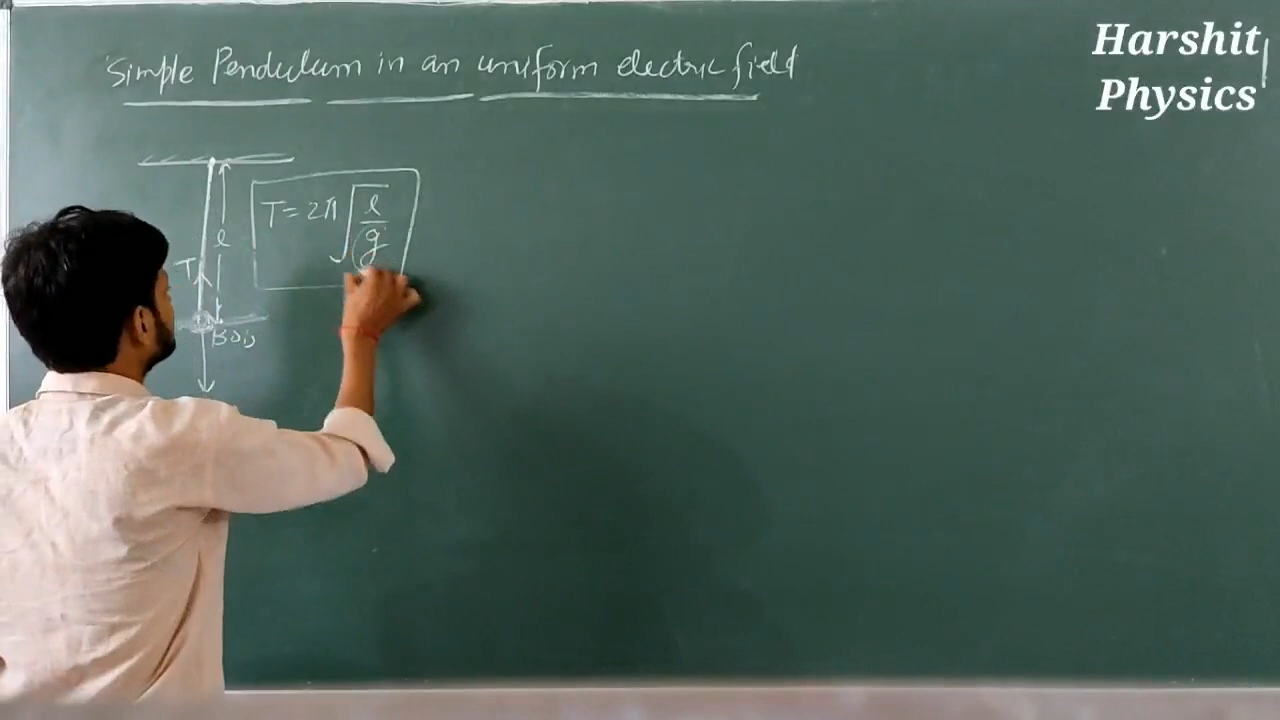 Simple Pendulum in an uniform electric field
Harshit
Physics
T = 2π√(l/g)
l
T
Bob